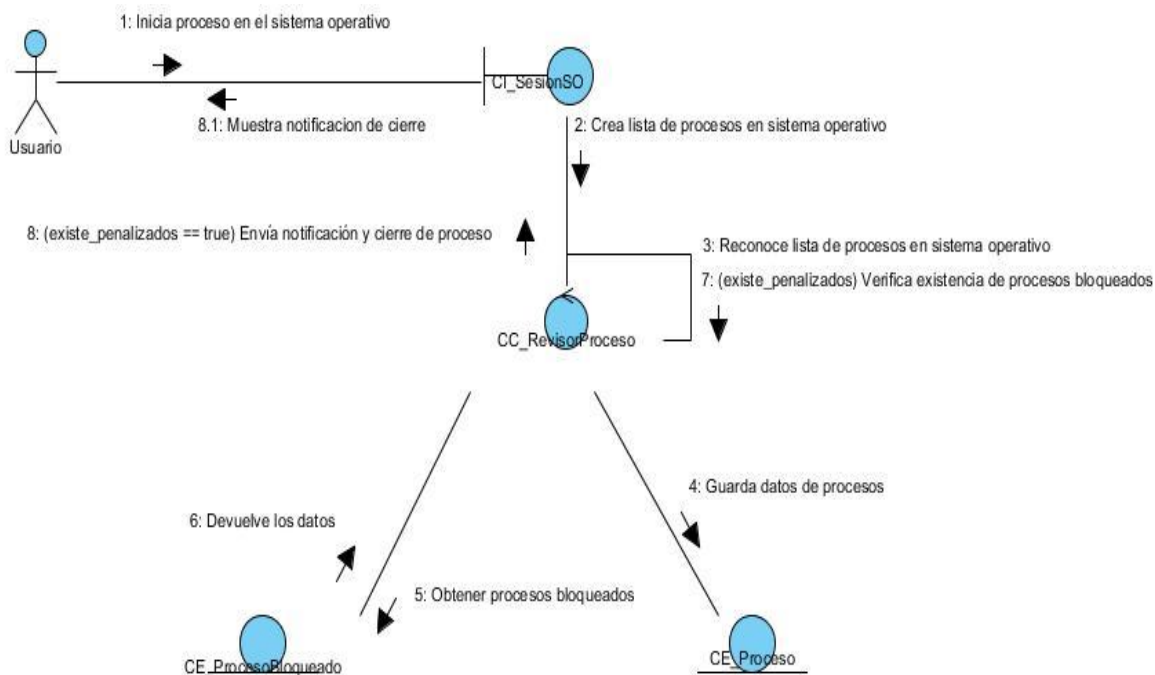 1: Inicia proceso en el sistema operativo
CI_SesionSO
8.1: Muestra notificacion de cierre
2: Crea lista de procesos en sistema operativo
Usuario
8: (existe_penalizados == true) Envía notificación y cierre de proceso
3: Reconoce lista de procesos en sistema operativo
7: (existe_penalizados) Verifica existencia de procesos bloqueados
CC_RevisorProceso
4: Guarda datos de procesos
6: Devuelve los datos
5: Obtener procesos bloqueados
CE_ProcesoBloqueado
CE_Proceso